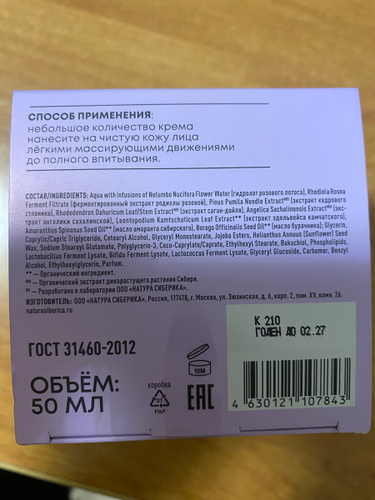 СПОСОБ ПРИМЕНЕНИЯ:
небольшое количество крема
нанесите на чистую кожу лица
лёгкими массирующими движениями
до полного впитывания.
СОСТАВ/INGREDIENTS: Aqua with infusions of Nelumbo Nucifera Flower Water (гидролат розового лотоса), Rhodiola Rosea
Ferment Filtrate (ферментированный экстракт родиолы розовой), Pinus Pumila Needle Extract (экстракт кедрового
стланика), Rhododendron Dahuricum Leaf/Stem Extract (экстракт саган-дайля), Angelica Sachalinensis Extract (экс-
тракт ангелики сахалинской), Leontopodium Kamtschaticum Leaf Extract** (экстракт эдельвейса камчатского),
Amaranthus Spinosus Seed Oil** (масло амаранта сибирского), Borago Officinalis Seed Oil (масло бурачника); Glycerin,
Caprylic/Capric Triglyceride, Cetearyl Alcohol, Glyceryl Monostearate, Jojoba Esters, Helianthus Annuus (Sunflower) Seed
Wax, Sodium Stearoyl Glutamate, Polyglycerin-3, Coco-Caprylate/Caprate, Ethylhexyl Stearate, Bakuchiol, Phospholipids,
Lactobacillus Ferment Lysate, Bifida Ferment Lysate, Lactococcus Ferment Lysate, Glyceryl Glucoside, Carbomer, Benzyl
Alcohol, Ethylhexylglycerin, Parfum.
— Органический ингредиент.
— Органический экстракт дикорастущего растения Сибири.
— Разработано в лаборатории ООО «НАТУРА СИБЕРИКА».
ИЗГОТОВИТЕЛЬ: ООО «НАТУРА СИБЕРИКА», Россия, 117418, г. Москва, ул. Зюзинская, д. 6, корп. 2, пом. XV, комн. 26.
naturasiberica.ru
ГОСТ 31460-2012
ОБЪЁМ:
50 МЛ
12M
коробка
21
PAP
EAC
К 210
ГОДЕН ДО 02.27
4 630121 107843